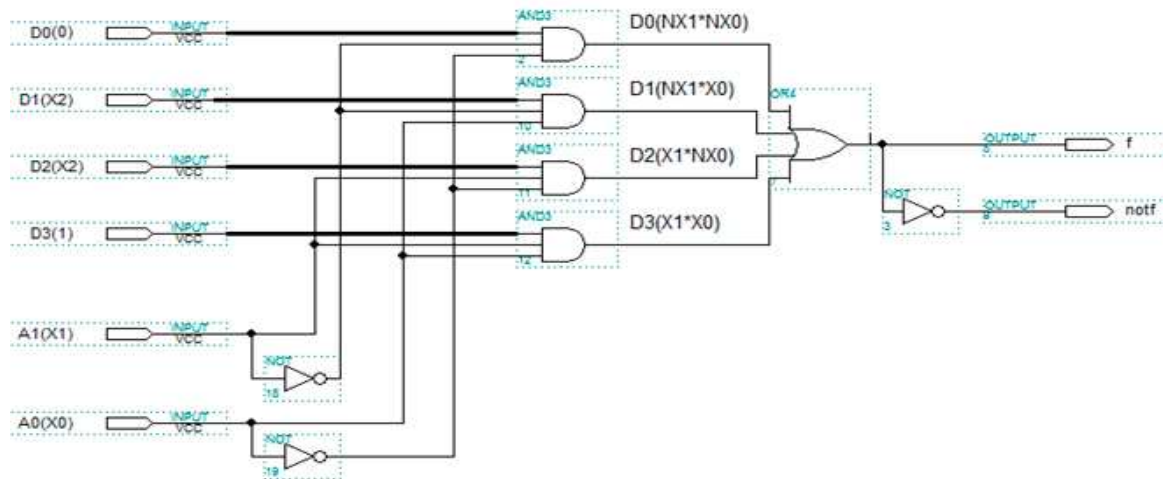 D0(0)
INPUT
VCC
AND3
2
D0(NX1*NX0)
D1(X2)
INPUT
VCC
AND3
10
D1(NX1*X0)
OR4
D2(X2)
INPUT
VCC
AND3
11
D2(X1*NX0)
OUTPUT
f
D3(1)
INPUT
VCC
AND3
12
D3(X1*X0)
NOT
3
OUTPUT
notf
A1(X1)
INPUT
VCC
NOT
18
A0(X0)
INPUT
VCC
NOT
19